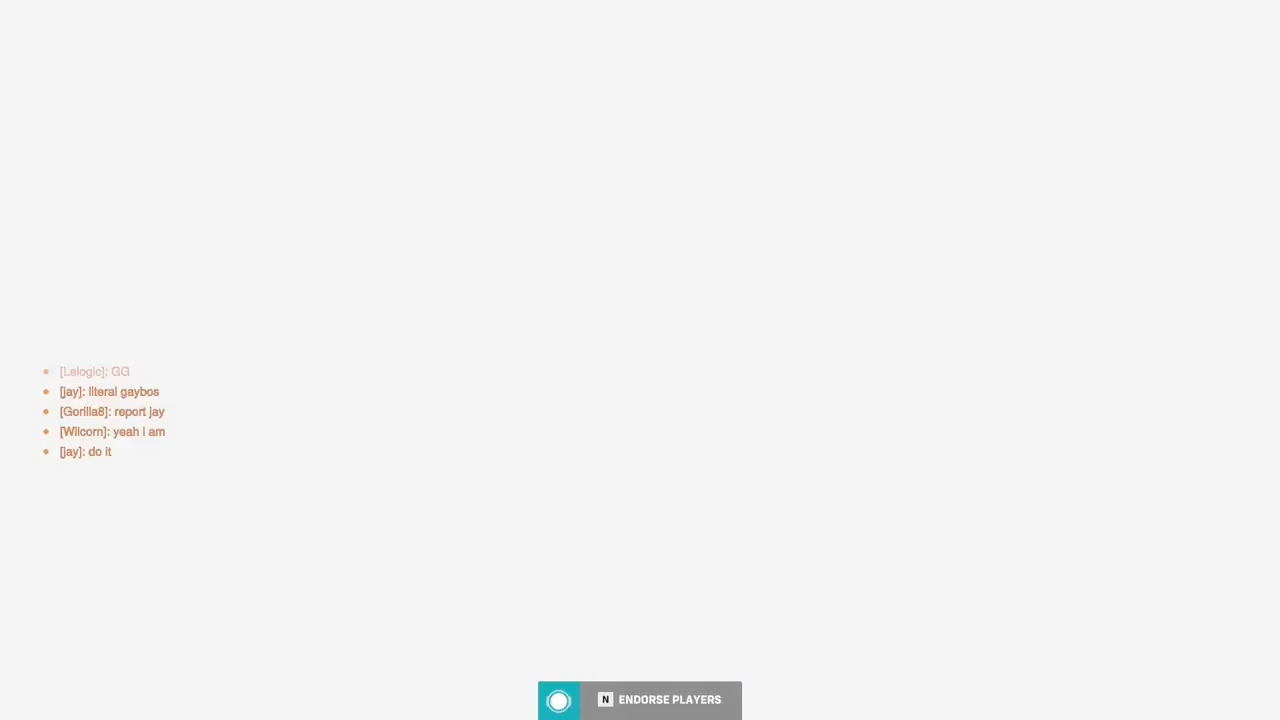 [Lelogic]: GG
[jay]: literal gaybos
[Gorilla8]: report jay
[Wilcorn]: yeah i am
[jay]: do it
N ENDORSE PLAYERS